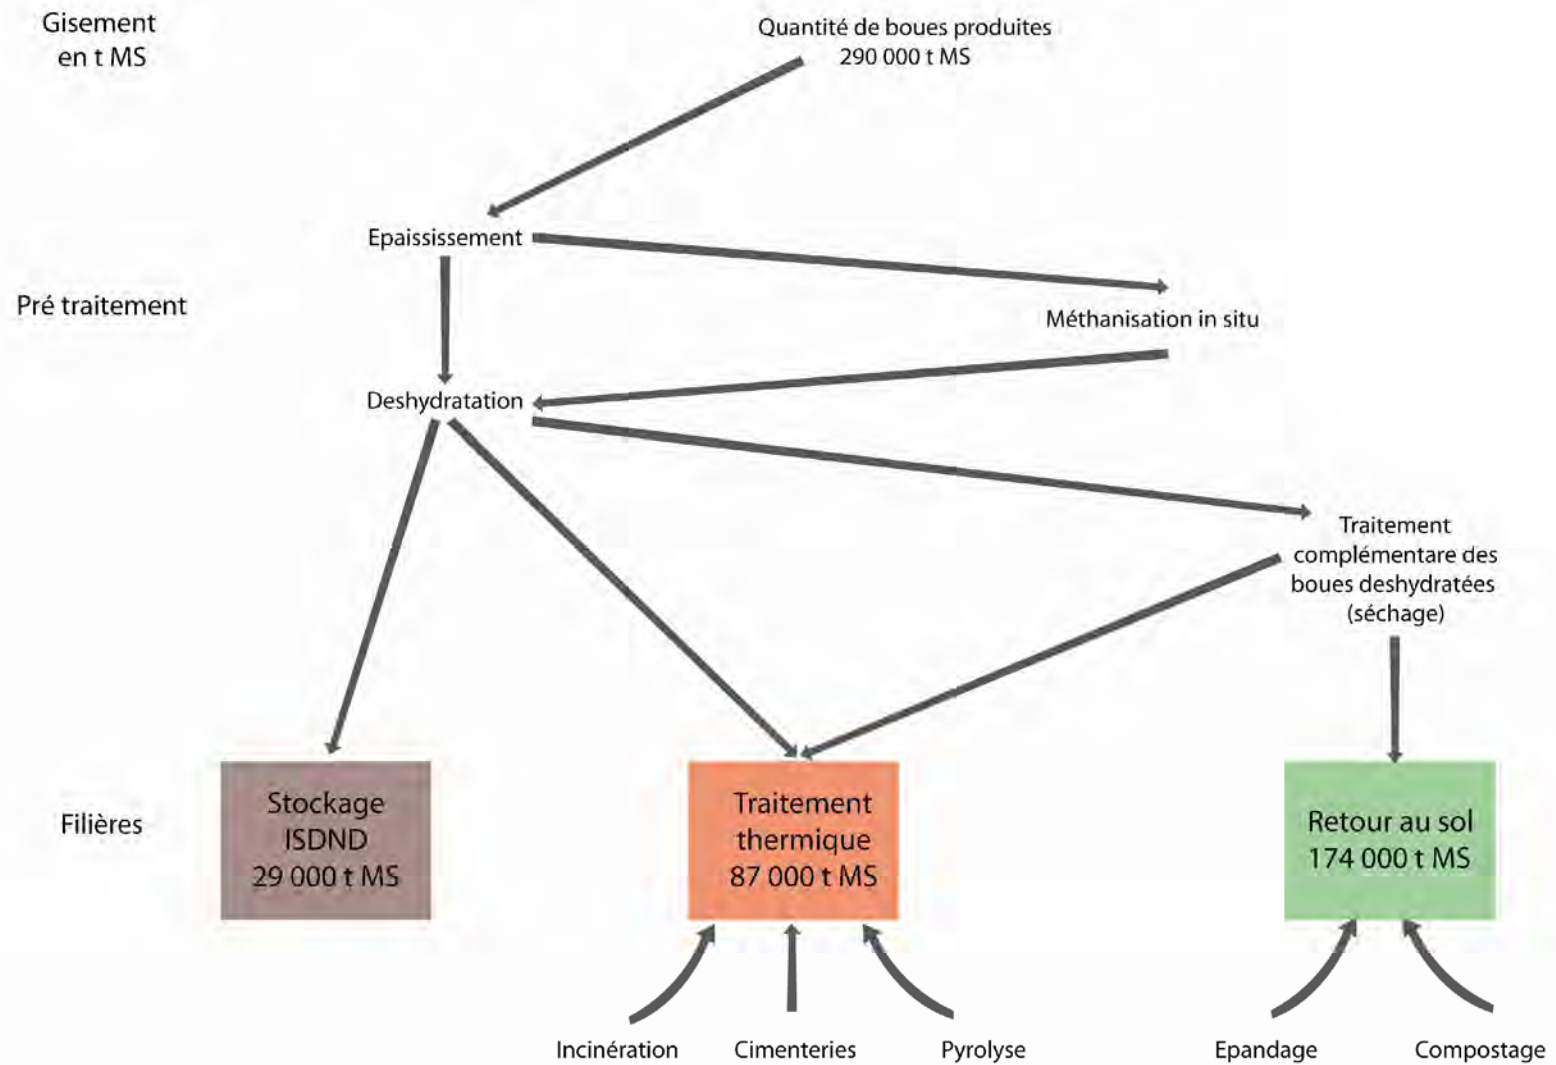 Gisement
en t MS
Quantité de boues produites
290 000 t MS
Epaississement
Pré traitement
Méthanisation in situ
Deshydratation
Traitement
complémentare des
boues deshydratées
(séchage)
Filières
Stockage
ISDND
29 000 t MS
Traitement
thermique
87 000 t MS
Retour au sol
174 000 t MS
Incinération
Cimenteries
Pyrolyse
Epandage
Compostage